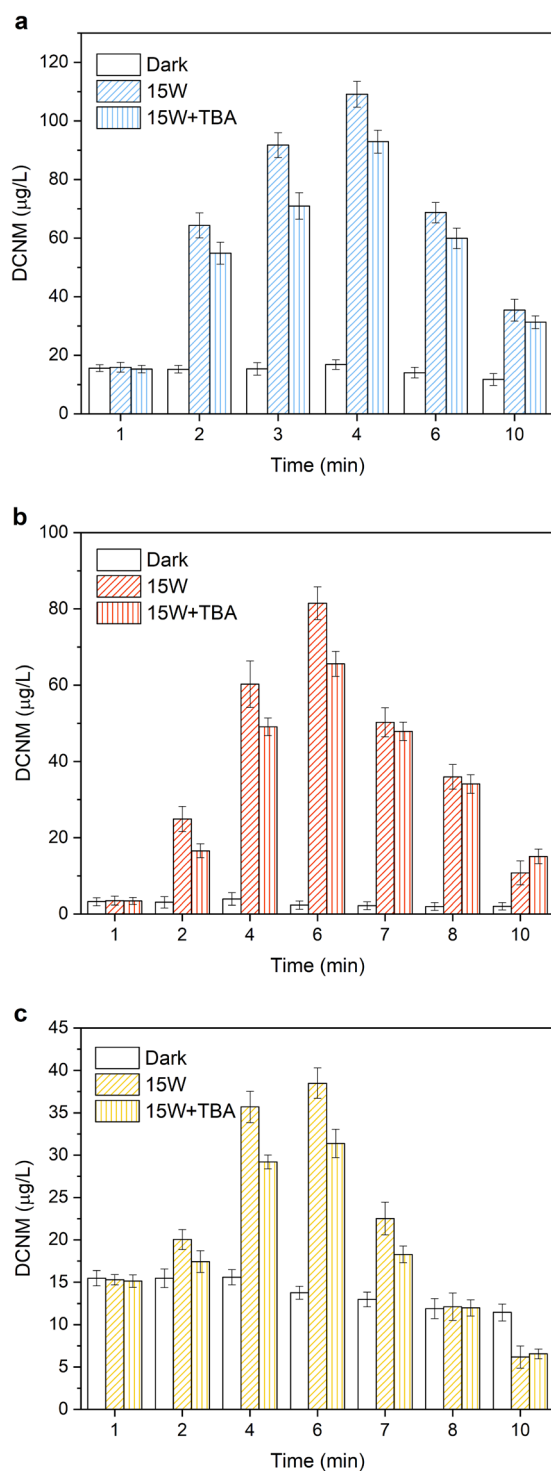 a
120
100
80
60
40
20
0
DCNM (μg/L)
Dark
15W
15W+TBA
1 2 3 4 6 10
Time (min)
b
100
80
60
40
20
0
DCNM (μg/L)
Dark
15W
15W+TBA
1 2 4 6 7 8 10
Time (min)
c
45
40
35
30
25
20
15
10
5
0
DCNM (μg/L)
Dark
15W
15W+TBA
1 2 4 6 7 8 10
Time (min)